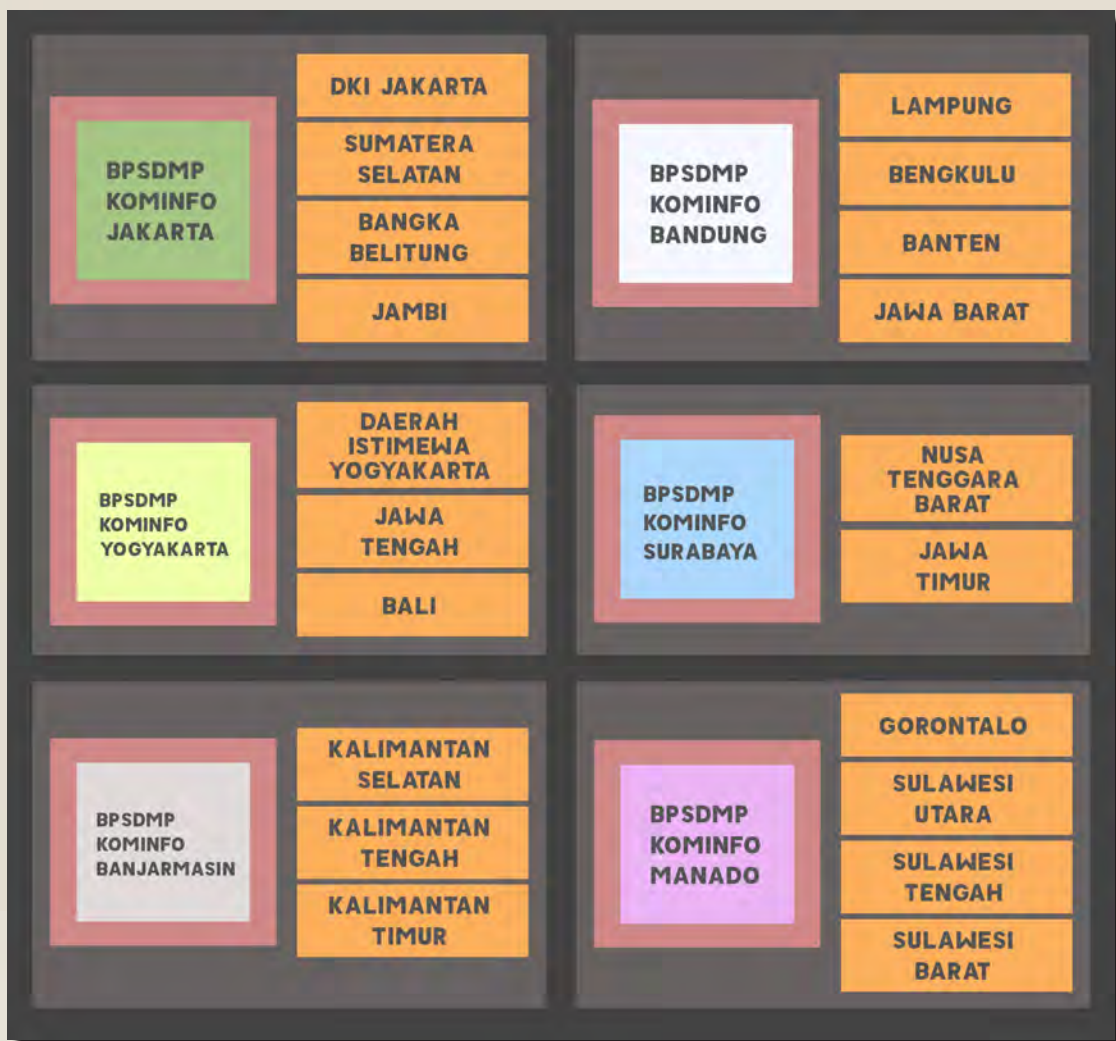 BPSDMP
KOMINFO
JAKARTA
DKI JAKARTA
SUMATERA
SELATAN
BANGKA
BELITUNG
JAMBI
BPSDMP
KOMINFO
BANDUNG
LAMPUNG
BENGKULU
BANTEN
JAWA BARAT
BPSDMP
KOMINFO
YOGYAKARTA
DAERAH
ISTIMEWA
YOGYAKARTA
JAWA
TENGAH
BALI
BPSDMP
KOMINFO
SURABAYA
NUSA
TENGGARA
BARAT
JAWA
TIMUR
BPSDMP
KOMINFO
BANJARMASIN
KALIMANTAN
SELATAN
KALIMANTAN
TENGAH
KALIMANTAN
TIMUR
BPSDMP
KOMINFO
MANADO
GORONTALO
SULAWESI
UTARA
SULAWESI
TENGAH
SULAWESI
BARAT